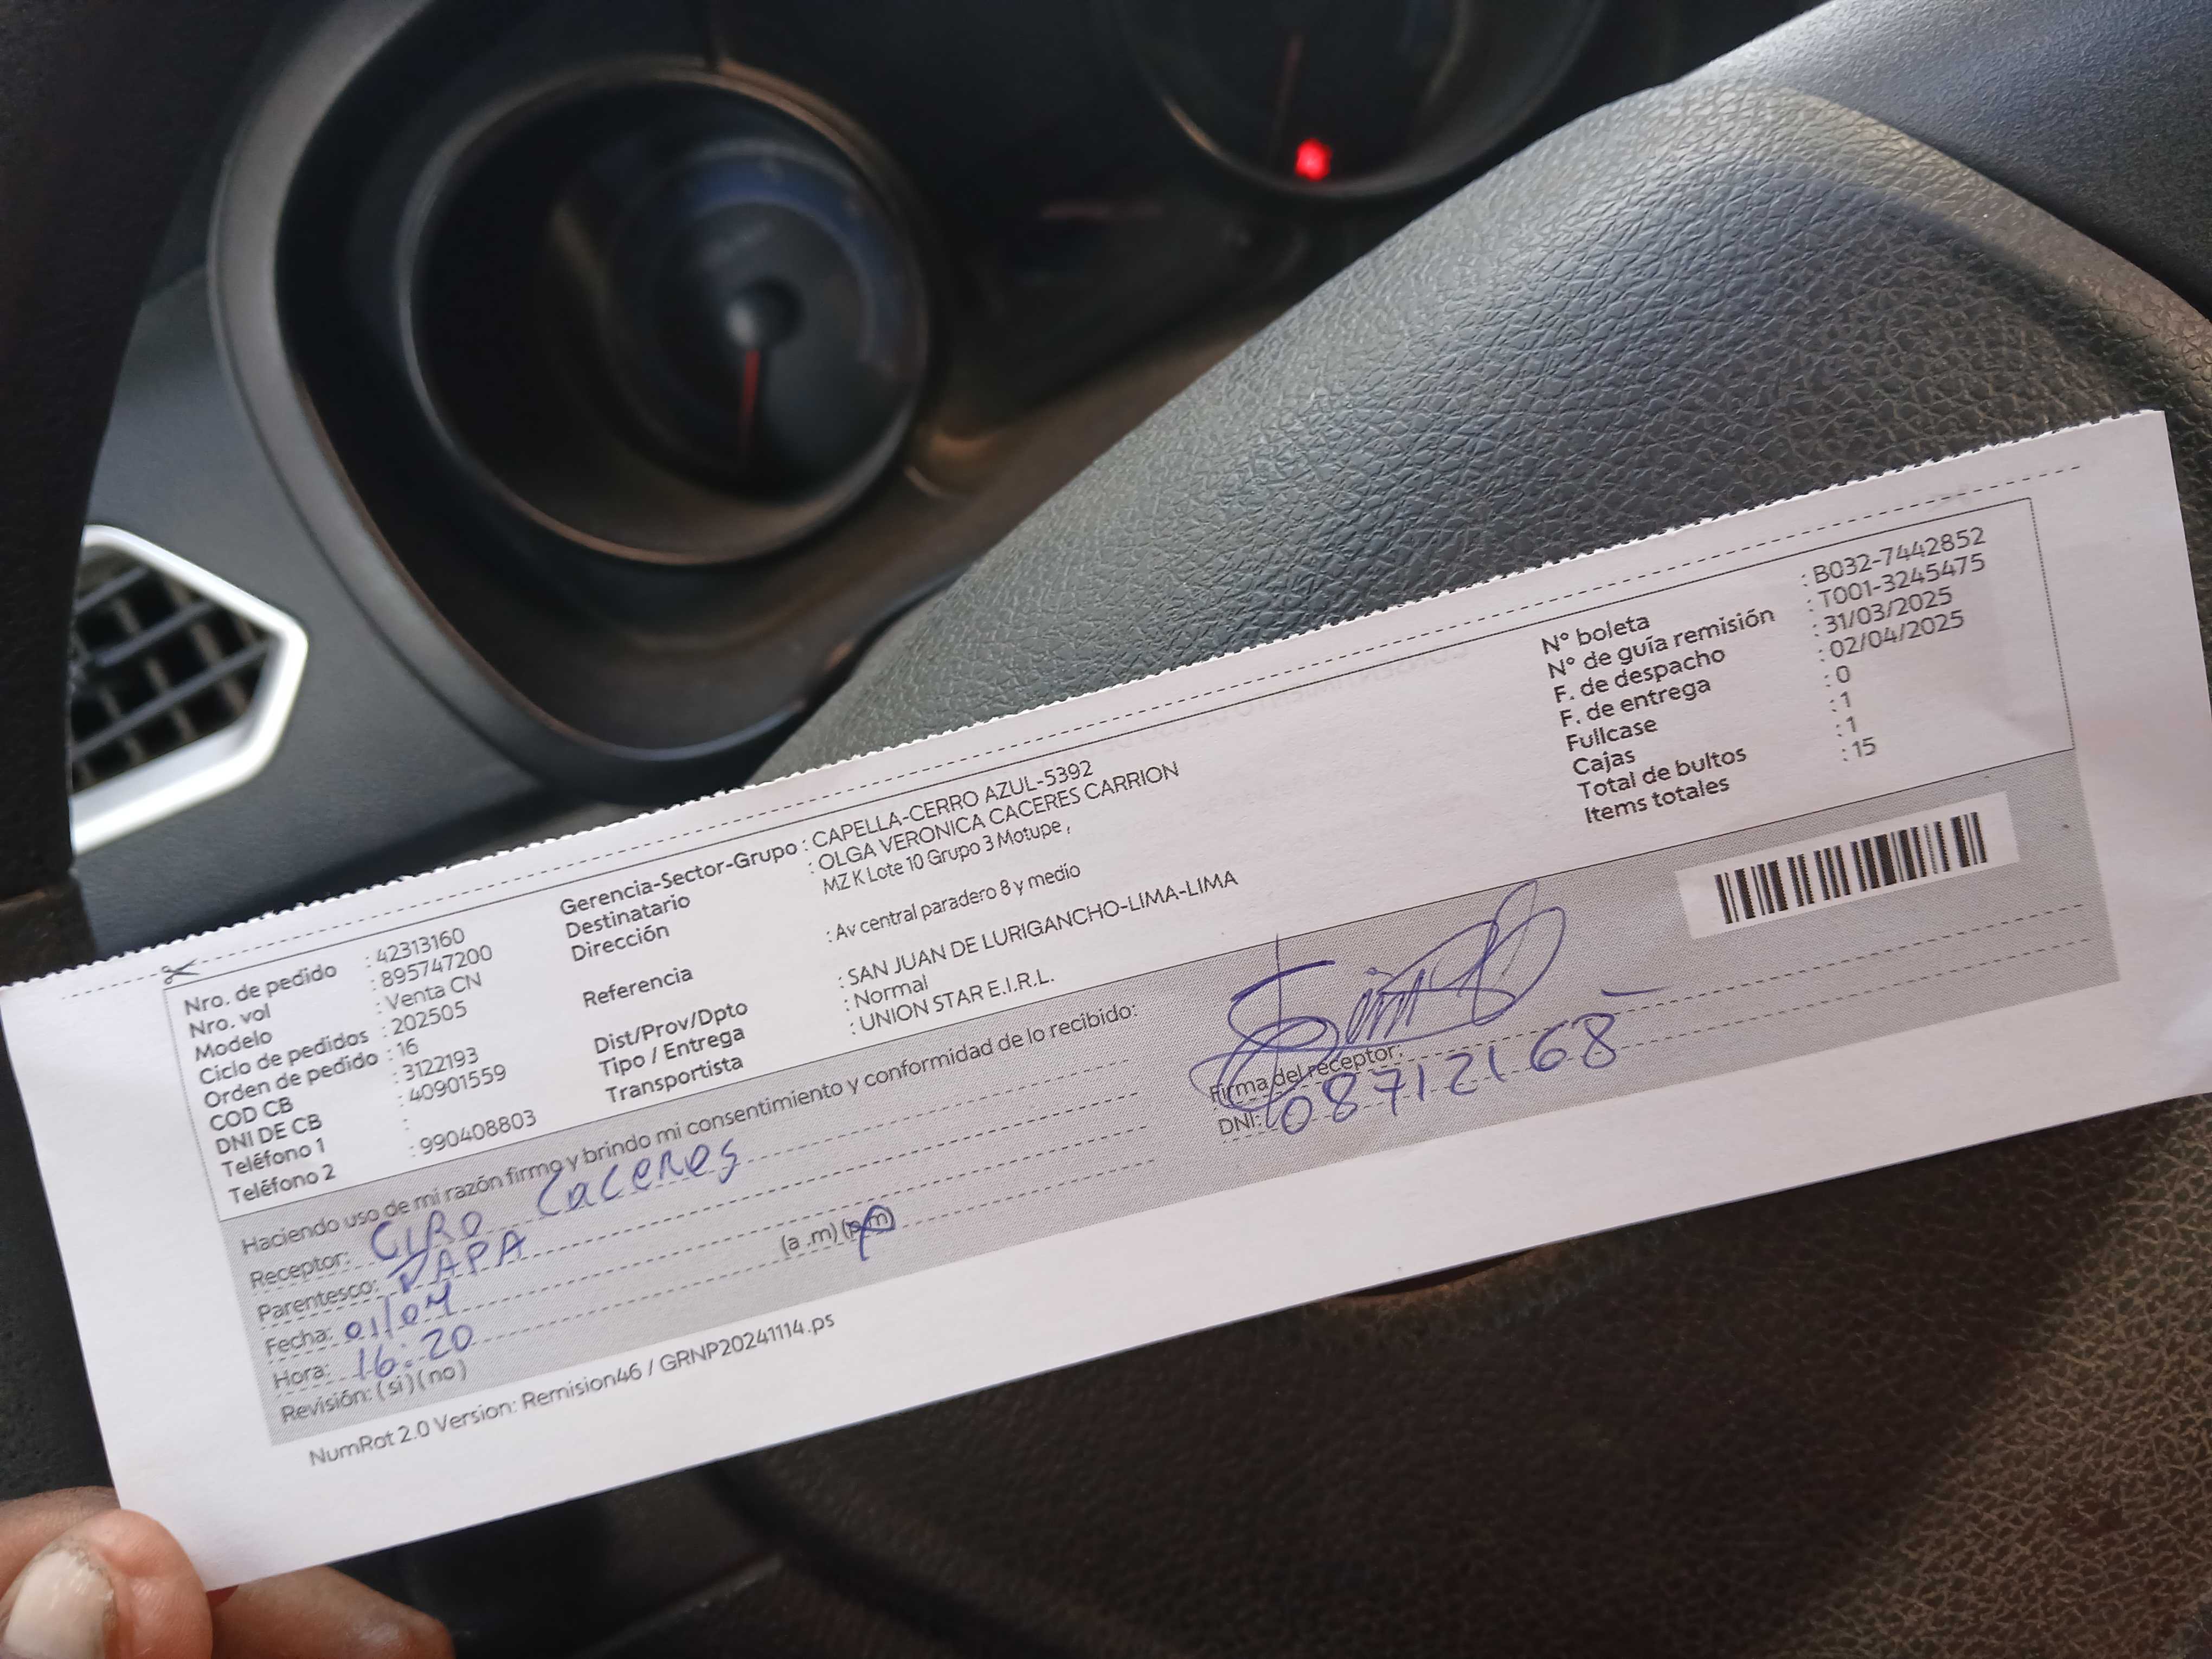 Nro. de pedido : 42313160
Nro. vol : 895747200
Modelo : Venta CN
Ciclo de pedidos : 202505
Orden de pedido : 16
COD CB : 3122193
DNI DE CB : 40901559
Teléfono 1 :
Teléfono 2 : 990408803
Gerencia-Sector-Grupo : CAPELLA-CERRO AZUL-5392
Destinatario : OLGA VERONICA CACERES CARRION
Dirección MZ K Lote 10 Grupo 3 Motupe ,
Referencia : Av central paradero 8 y medio
Dist/Prov/Dpto : SAN JUAN DE LURIGANCHO-LIMA-LIMA
Tipo / Entrega : Normal
Transportista : UNION STAR E.I.R.L.
N° boleta : B032-7442852
N° de guía remisión : T001-3245475
F. de despacho : 31/03/2025
F. de entrega : 02/04/2025
Fullcase : 0
Cajas : 1
Total de bultos : 1
Items totales : 15
Haciendo uso de mi razón firmo y brindo mi consentimiento y conformidad de lo recibido:
Receptor: CIRO CaCeRes
Parentesco: PAPA
Fecha: 01/04
Hora: 16:20 (a .m) (p.m)
Revisión: (si) (no)
Firma del receptor:
DNI: 08712168
NumRot 2.0 Version: Remision46 / GRNP20241114.ps